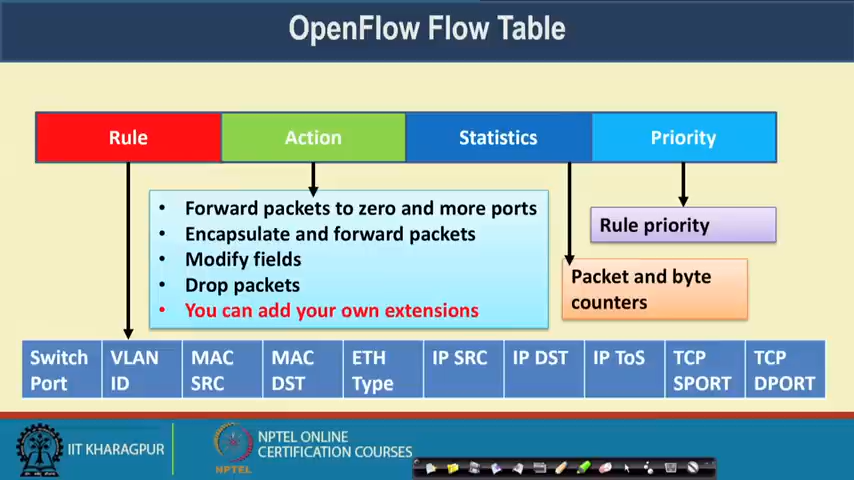 OpenFlow Flow Table
Rule
Action
Statistics
Priority
• Forward packets to zero and more ports
• Encapsulate and forward packets
• Modify fields
• Drop packets
• You can add your own extensions
Rule priority
Packet and byte
counters
Switch
Port
VLAN
ID
MAC
SRC
MAC
DST
ETH
Type
IP SRC
IP DST
IP ToS
TCP
SPORT
TCP
DPORT
IIT KHARAGPUR
NPTEL
NPTEL ONLINE
CERTIFICATION COURSES